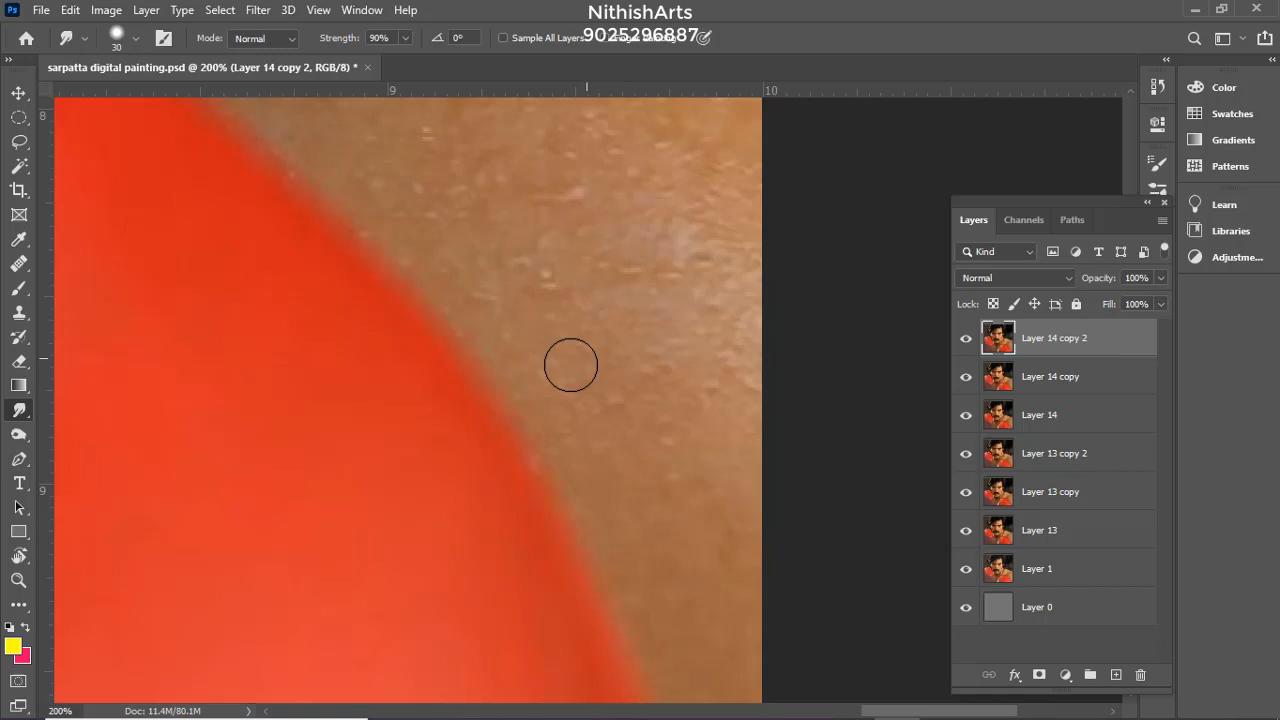 Ps File Edit Image Layer Type Select Filter 3D View Window Help
NithishArts
9025296887
30 Mode: Normal Strength: 90% 0° Sample All Layers
sarpatta digital painting.psd @ 200% (Layer 14 copy 2, RGB/8) *
9 10
8
9
Color
Swatches
Gradients
Patterns
Learn
Libraries
Adjustme...
Layers Channels Paths
Kind
Normal Opacity: 100%
Lock: Fill: 100%
Layer 14 copy 2
Layer 14 copy
Layer 14
Layer 13 copy 2
Layer 13 copy
Layer 13
Layer 1
Layer 0
fx
200% Doc: 11.4M/80.1M